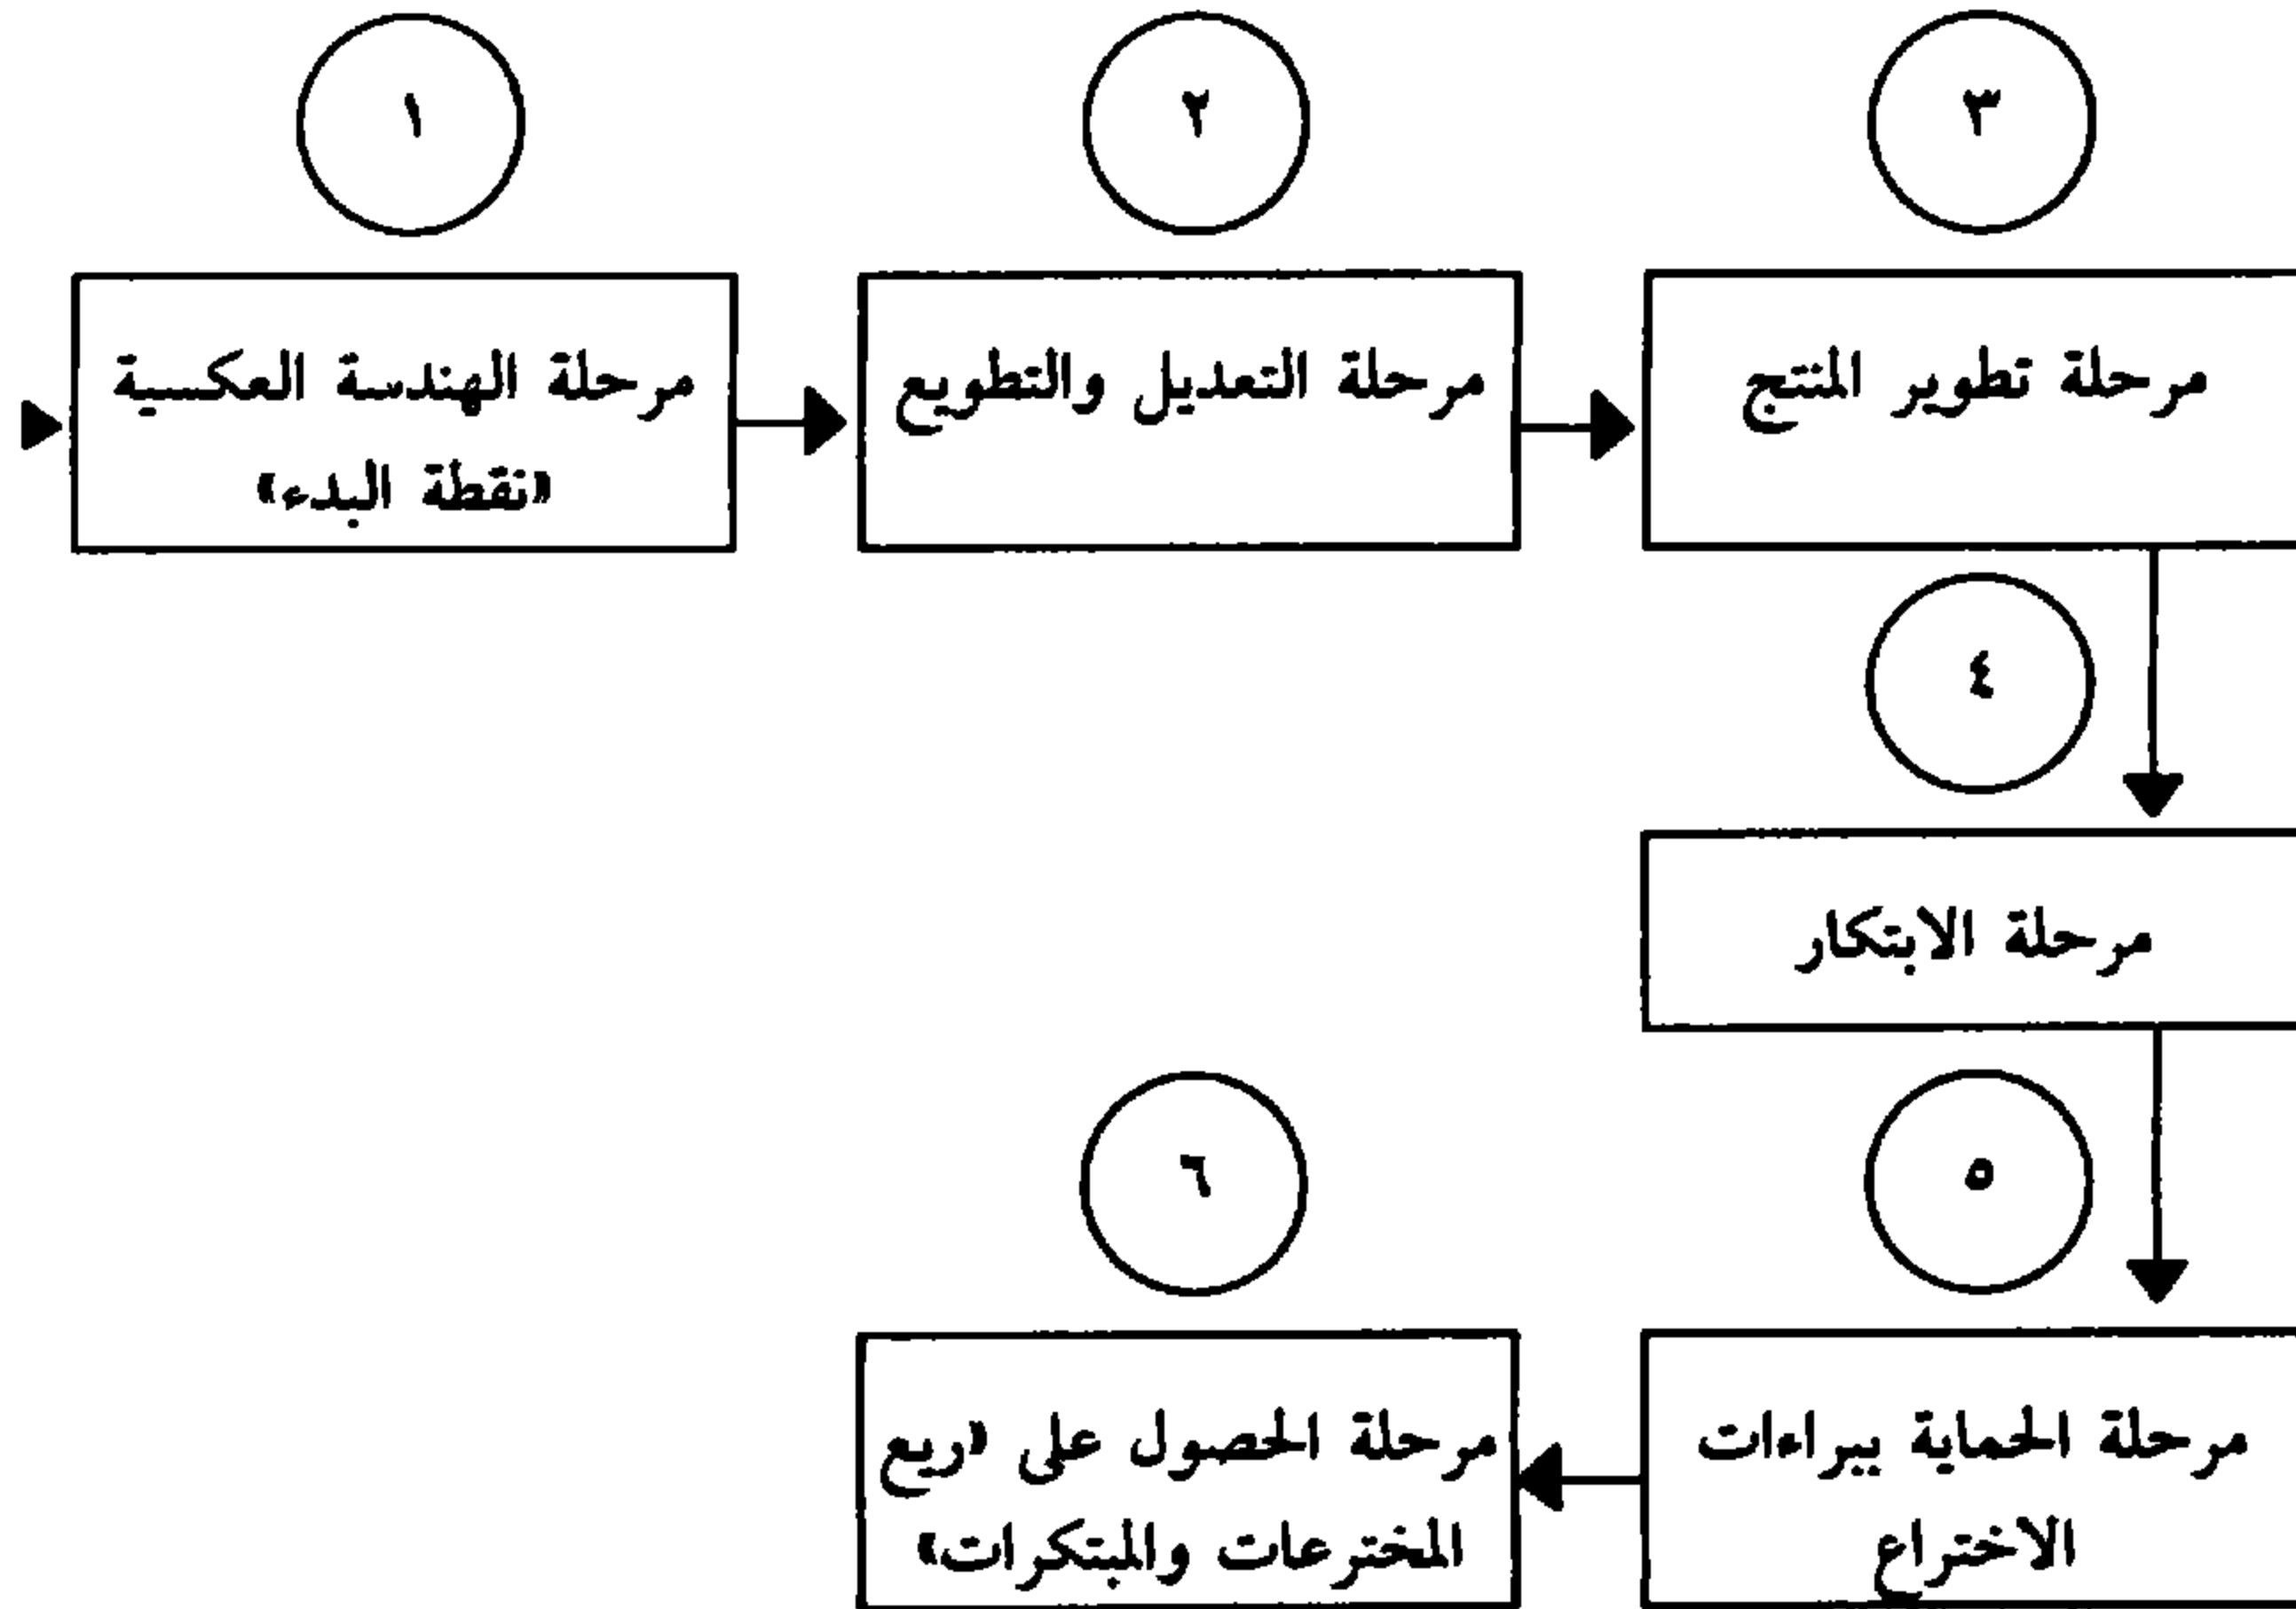 ١
مرحلة الهندسة العكسية
«نقطة البدء»
٢
مرحلة التعديل والتطويع
٣
مرحلة تطوير المنتج
٤
مرحلة الابتكار
٥
مرحلة الحماية ببراءات
الاختراع
٦
مرحلة الحصول على «ريع
المخترعات والمبتكرات»